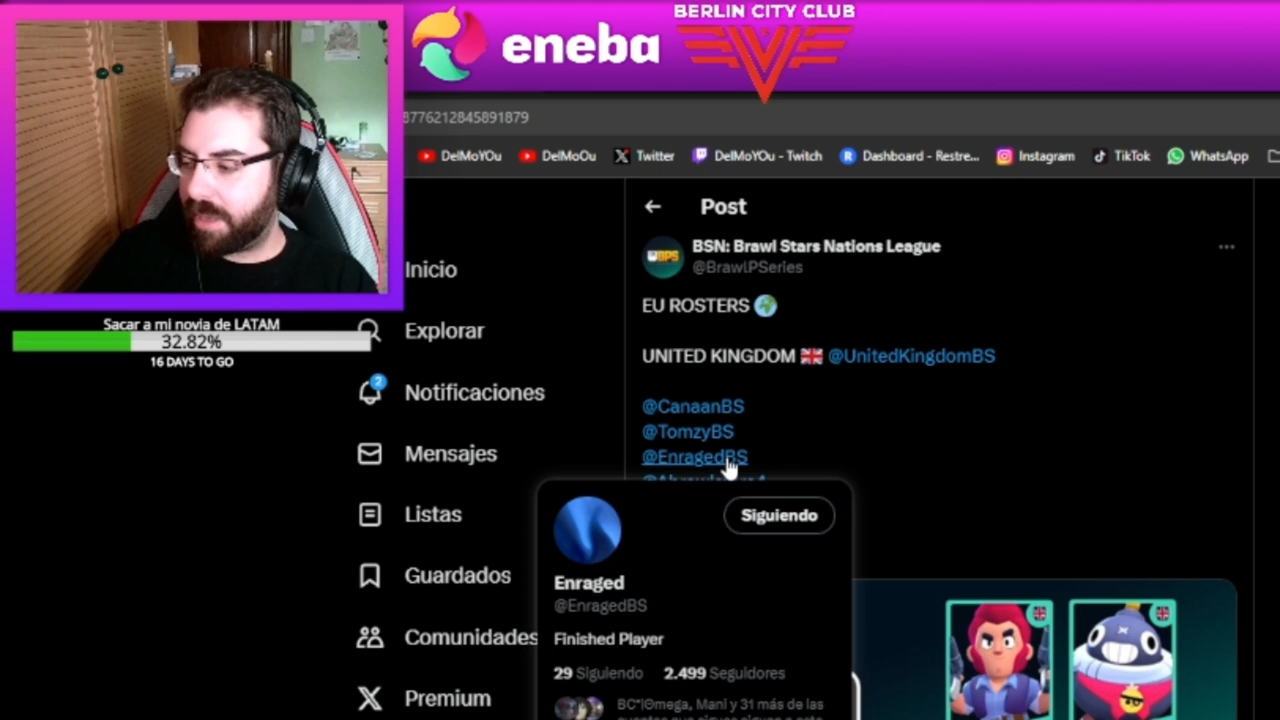 eneba
BERLIN CITY CLUB
8776212845891879
DelMoYOu
DelMoOu
Twitter
DelMoYOu - Twitch
Dashboard - Restre...
Instagram
TikTok
WhatsApp
Sacar a mi novia de LATAM
32.82%
16 DAYS TO GO
Inicio
Explorar
2
Notificaciones
Mensajes
Listas
Guardados
Comunidades
Premium
Post
BSN: Brawl Stars Nations League
@BrawlPSeries
EU ROSTERS
UNITED KINGDOM @UnitedKingdomBS
@CanaanBS
@TomzyBS
@EnragedBS
Siguiendo
Enraged
@EnragedBS
Finished Player
29 Siguiendo 2.499 Seguidores
BC*|Omega, Mani y 31 más de las